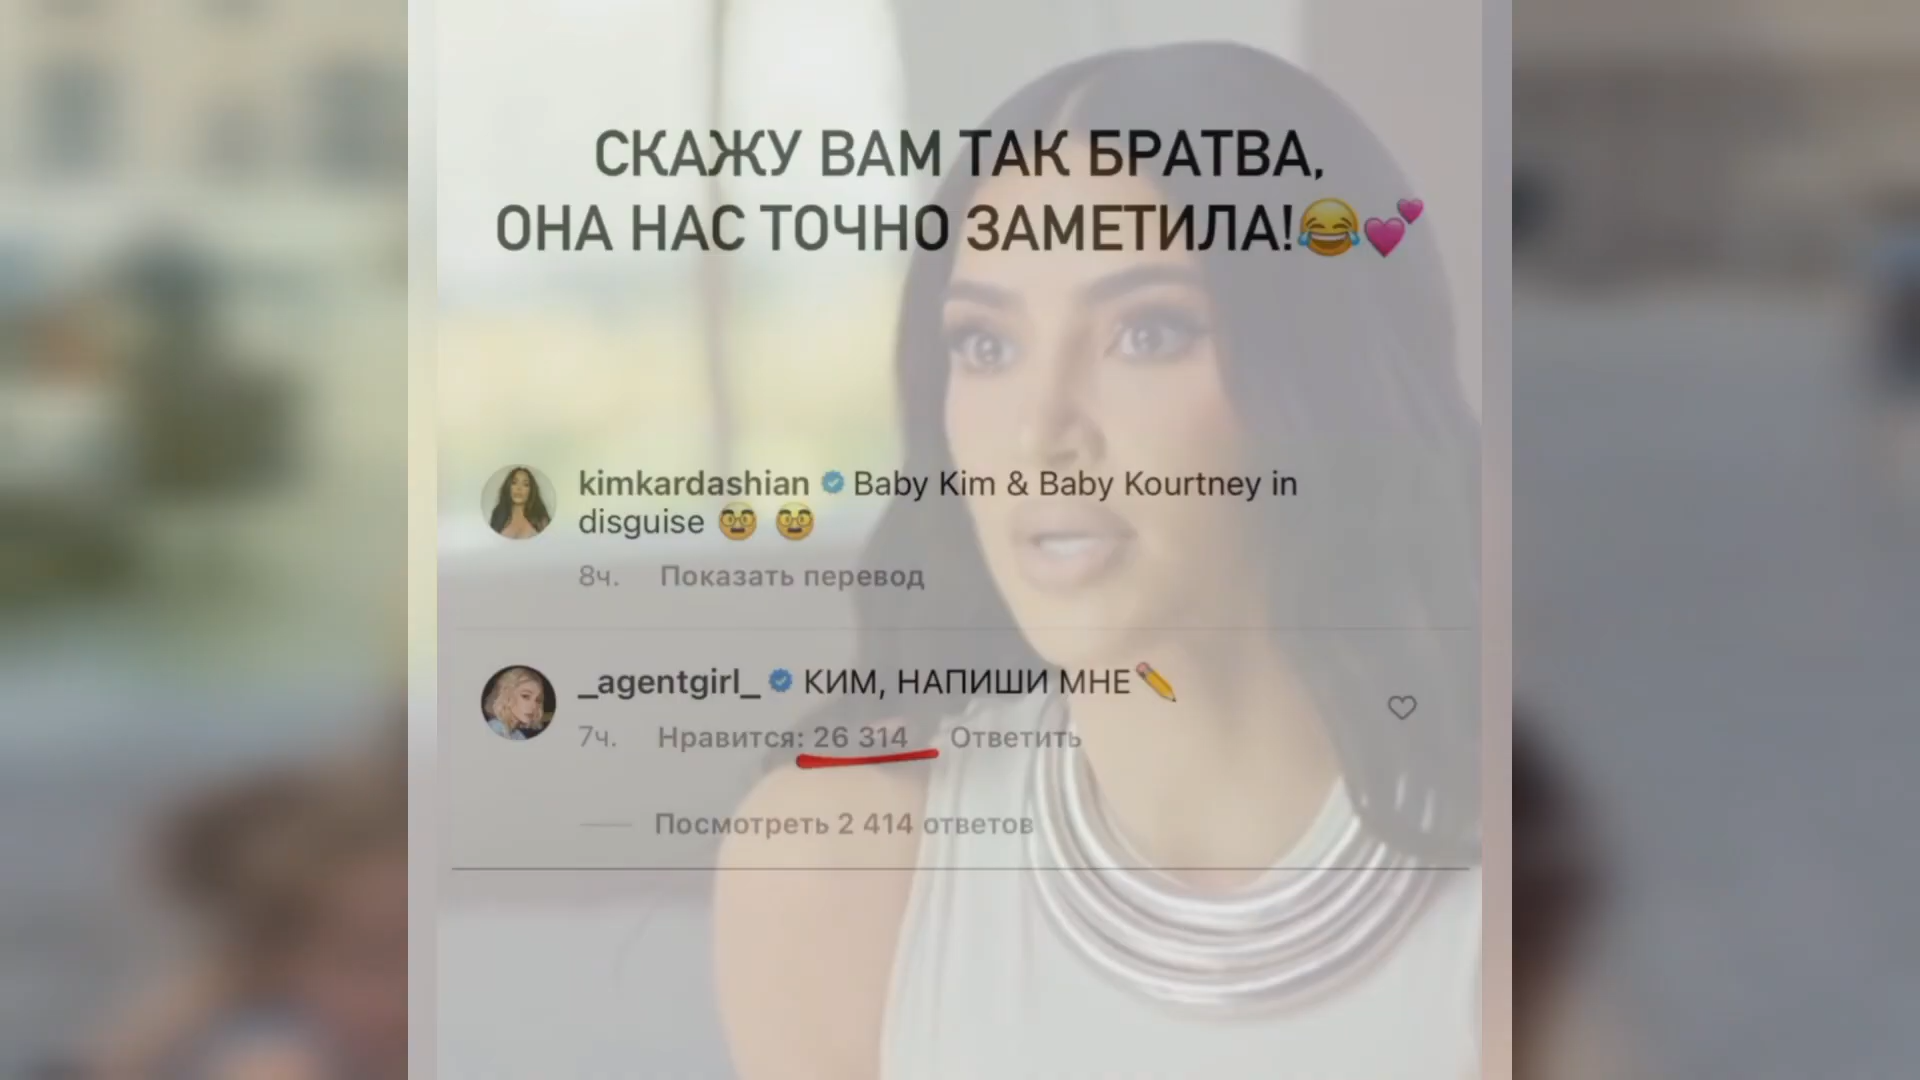 СКАЖУ ВАМ ТАК БРАТВА,
ОНА НАС ТОЧНО ЗАМЕТИЛА!😂💕
kimkardashian Baby Kim & Baby Kourtney in
disguise 🥸 🥸
8ч. Показать перевод
_agentgirl_ КИМ, НАПИШИ МНЕ✏️
7ч. Нравится: 26 314 Ответить
Посмотреть 2 414 ответов